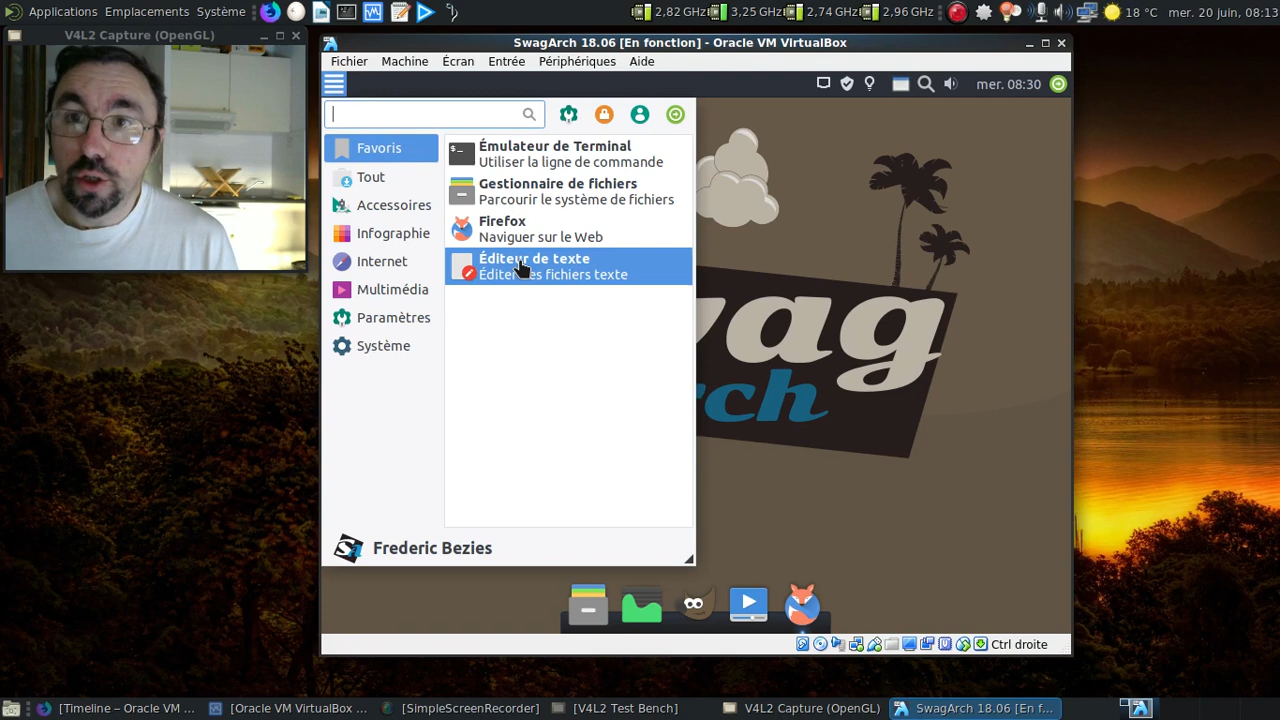 Applications Emplacements Système 2,82 GHz 3,25 GHz 2,74 GHz 2,96 GHz 18 °C mer. 20 juin, 08:13
V4L2 Capture (OpenGL)
SwagArch 18.06 [En fonction] - Oracle VM VirtualBox
Fichier Machine Écran Entrée Périphériques Aide
mer. 08:30
Favoris
Tout
Accessoires
Infographie
Internet
Multimédia
Paramètres
Système
Émulateur de Terminal
Utiliser la ligne de commande
Gestionnaire de fichiers
Parcourir le système de fichiers
Firefox
Naviguer sur le Web
Éditeur de texte
Éditer des fichiers texte
Frederic Bezies
Ctrl droite
[Timeline – Oracle VM ... [Oracle VM VirtualBox ... [SimpleScreenRecorder] [V4L2 Test Bench] V4L2 Capture (OpenGL) SwagArch 18.06 [En f...